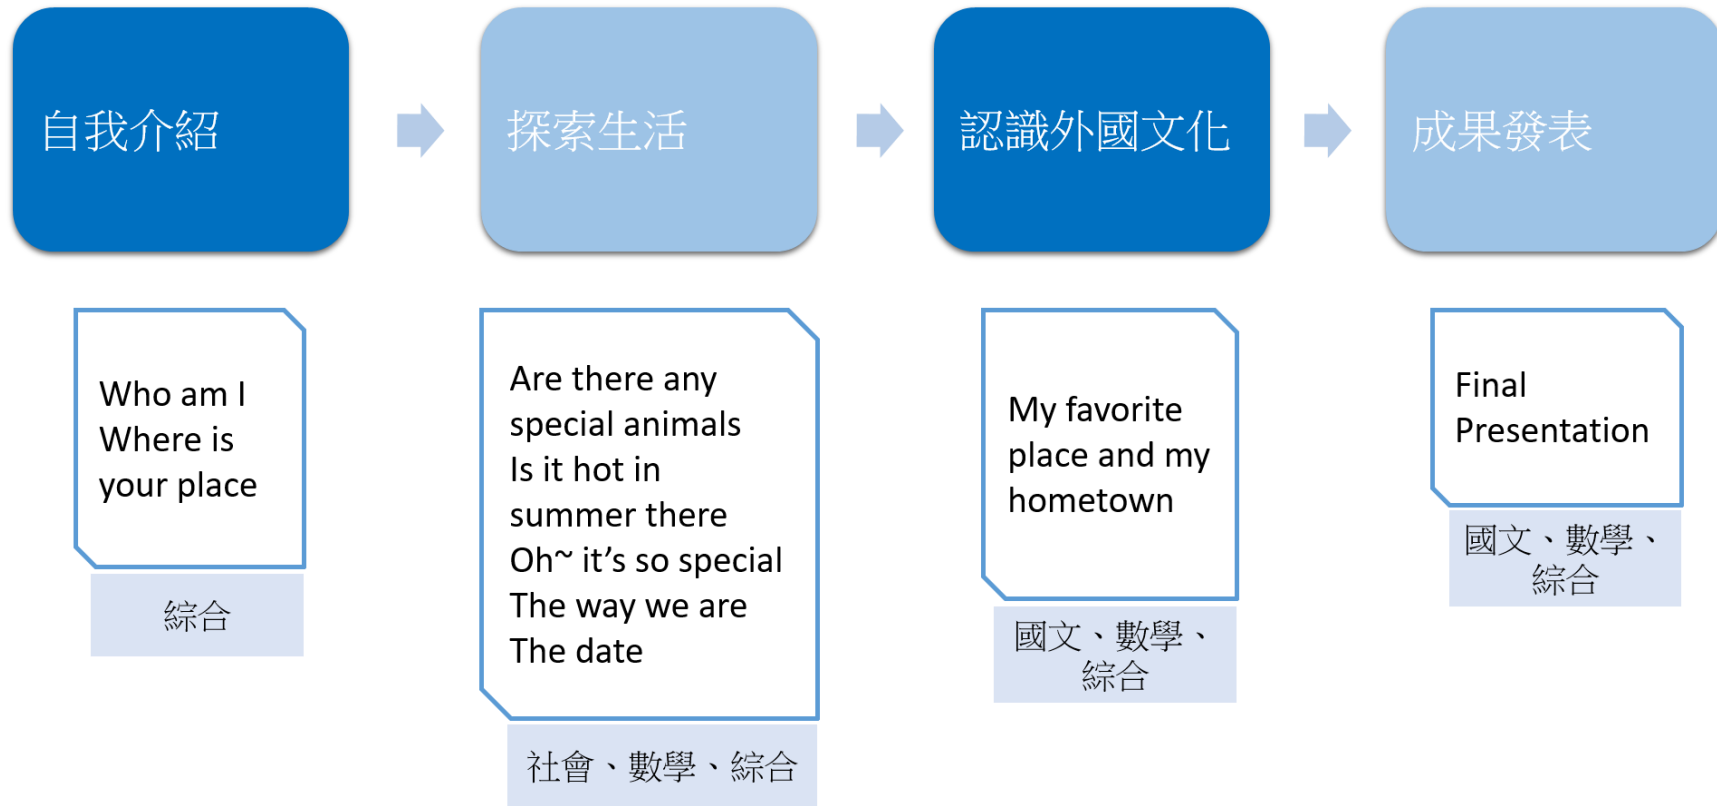 自我介紹
探索生活
認識外國文化
成果發表
Who am I
Where is
your place
綜合
Are there any
special animals
Is it hot in
summer there
Oh~ it’s so special
The way we are
The date
社會、數學、綜合
My favorite
place and my
hometown
國文、數學、
綜合
Final
Presentation
國文、數學、
綜合